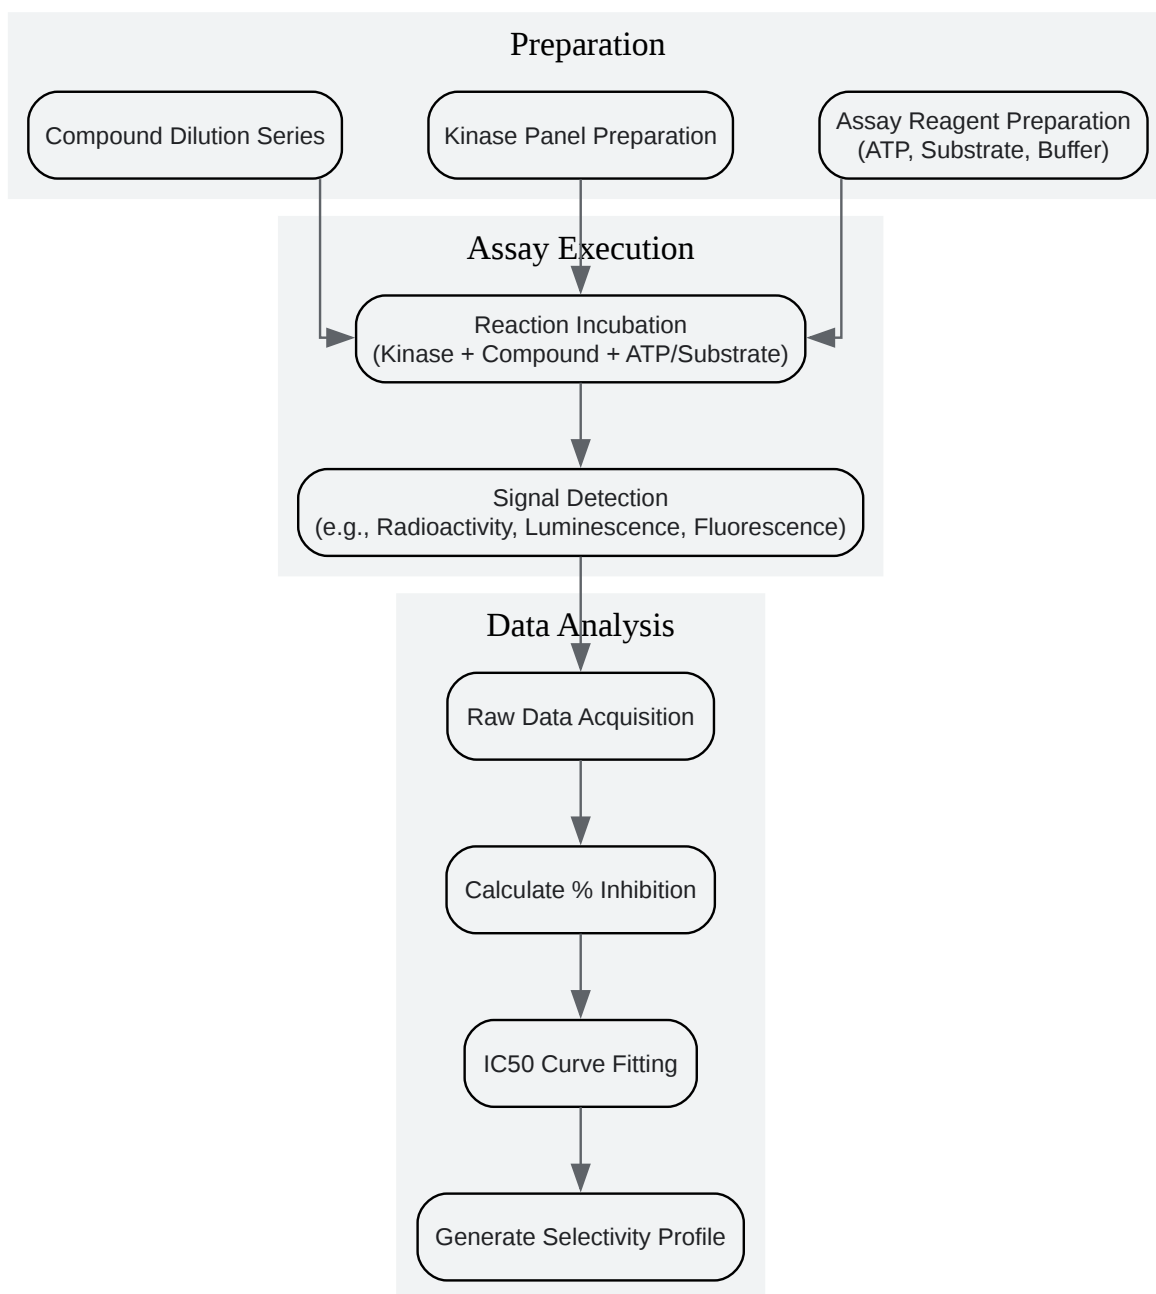 Preparation
Compound Dilution Series
Kinase Panel Preparation
Assay Reagent Preparation
(ATP, Substrate, Buffer)
Assay Execution
Reaction Incubation
(Kinase + Compound + ATP/Substrate)
Signal Detection
(e.g., Radioactivity, Luminescence, Fluorescence)
Data Analysis
Raw Data Acquisition
Calculate % Inhibition
IC50 Curve Fitting
Generate Selectivity Profile